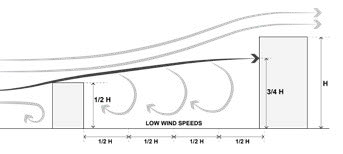 1/2 H
3/4 H
H
LOW WIND SPEEDS
1/2 H
1/2 H
1/2 H
1/2 H